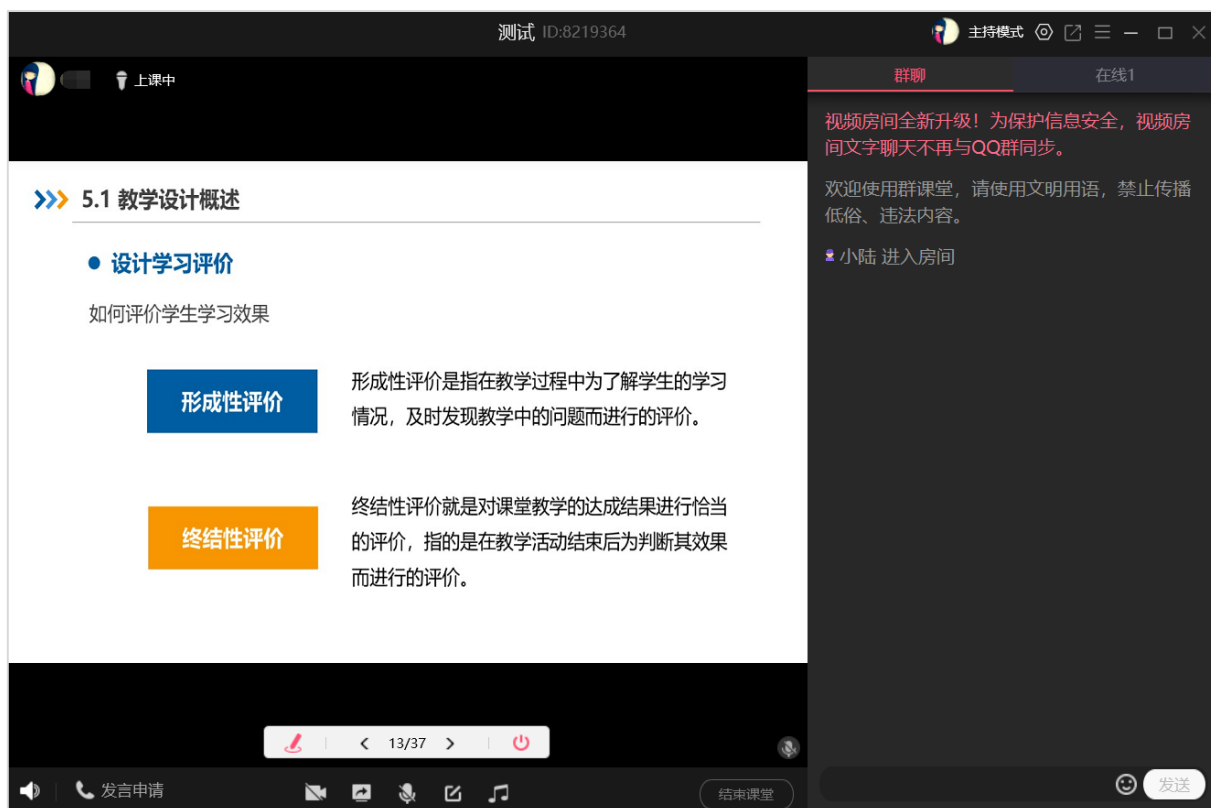 测试 ID:8219364
主持模式
上课中
群聊
在线1
视频房间全新升级！为保护信息安全，视频房
间文字聊天不再与QQ群同步。
欢迎使用群课堂，请使用文明用语，禁止传播
低俗、违法内容。
小陆 进入房间
5.1 教学设计概述
设计学习评价
如何评价学生学习效果
形成性评价
形成性评价是指在教学过程中为了解学生的学习
情况，及时发现教学中的问题而进行的评价。
终结性评价
终结性评价就是对课堂教学的达成结果进行恰当
的评价，指的是在教学活动结束后为判断其效果
而进行的评价。
13/37
发言申请
结束课堂
发送